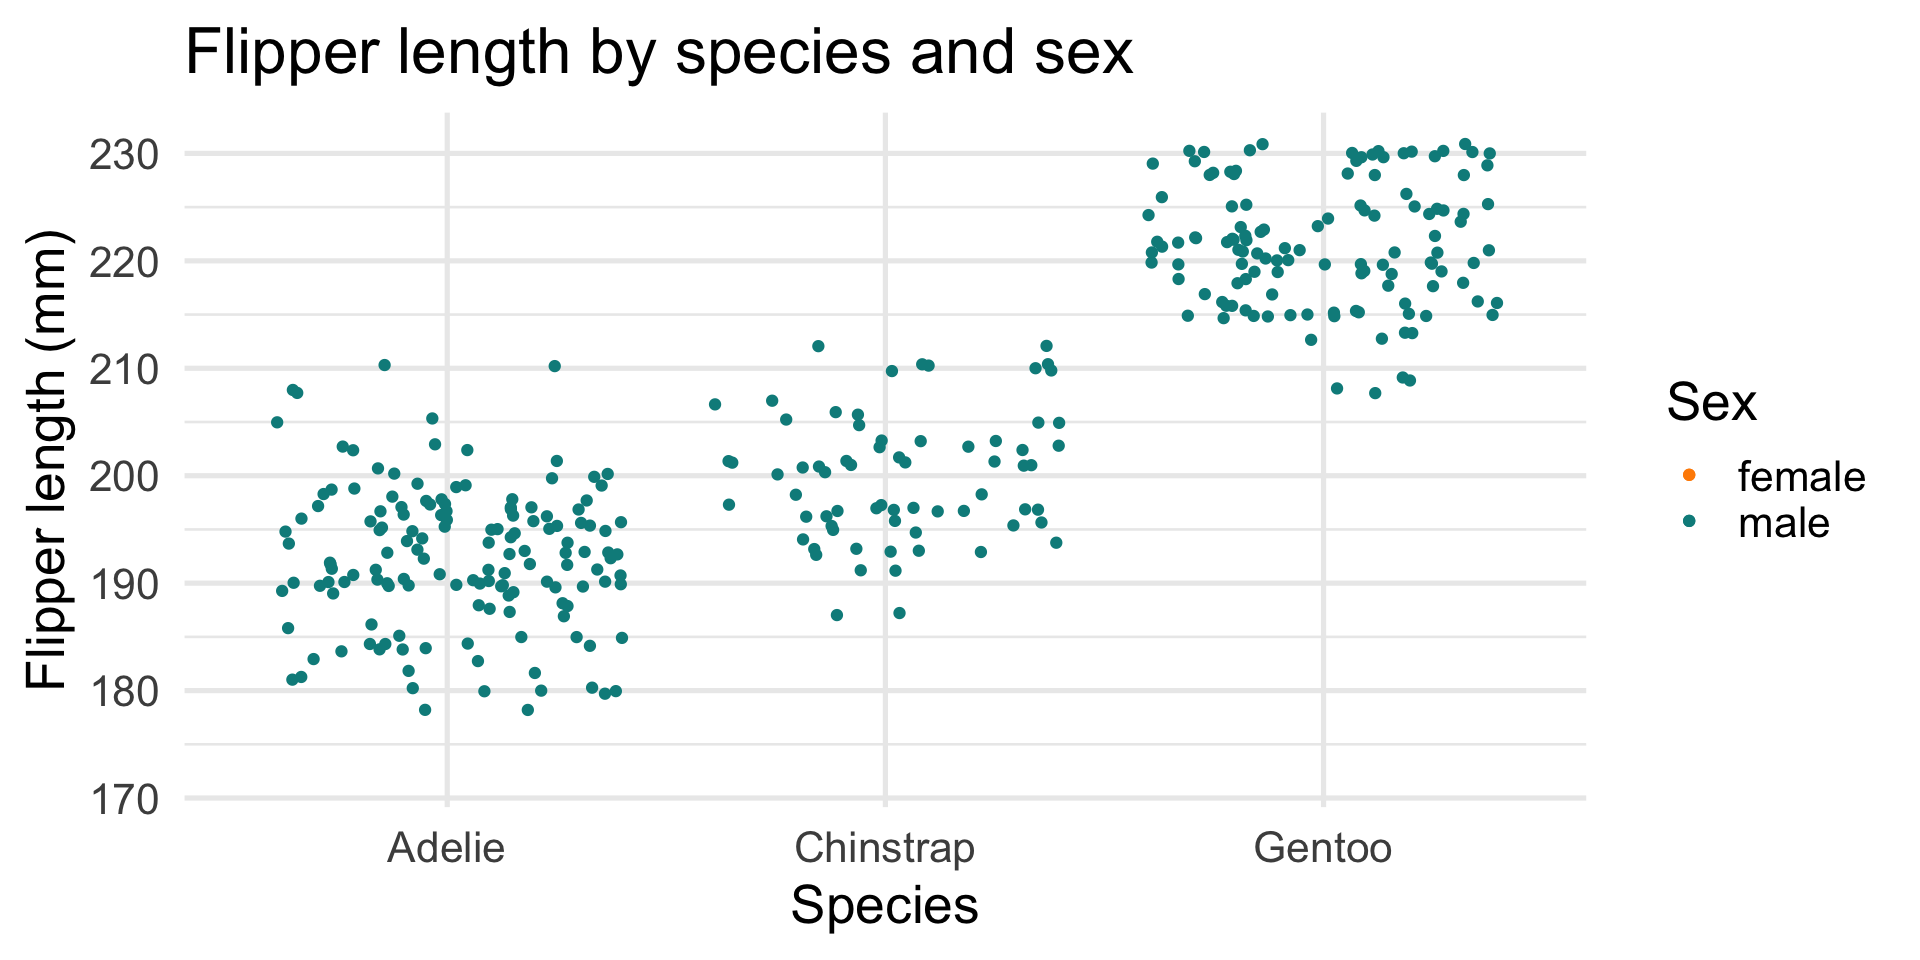 Flipper length by species and sex
Flipper length (mm)
230
220
210
200
190
180
170
Adelie Chinstrap Gentoo
Species
Sex
female
male